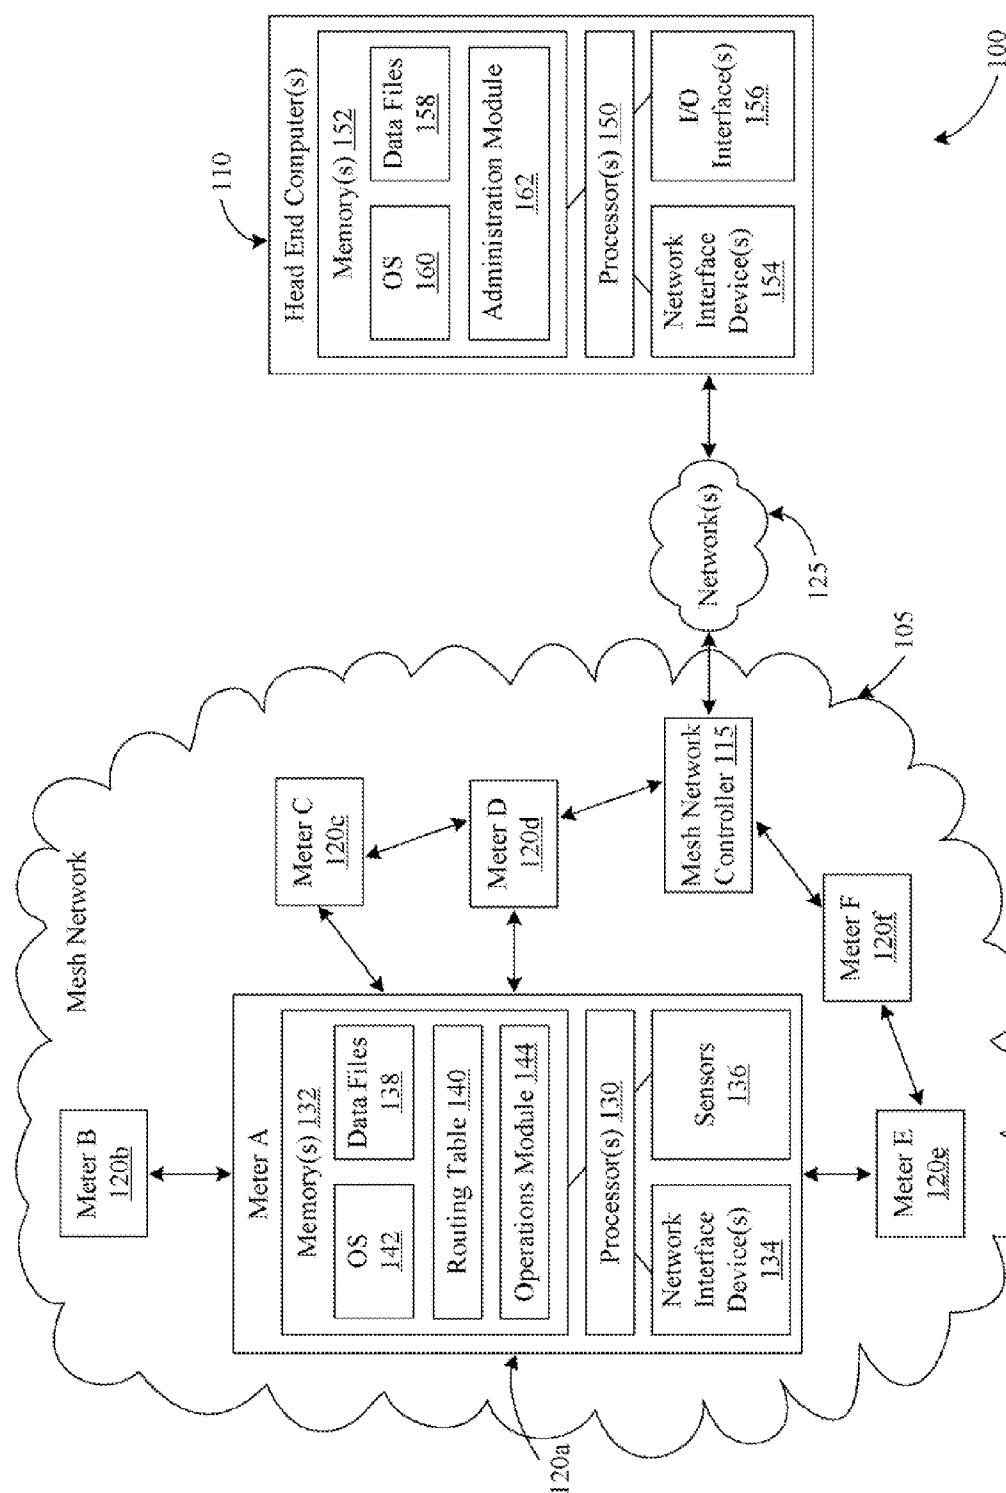 Mesh Network
Meter B
120b
Meter A
Memory(s) 132
OS
142
Data Files
138
Routing Table 140
Operations Module 144
Processor(s) 130
Network
Interface
Device(s)
134
Sensors
136
120a
Meter C
120c
Meter D
120d
Mesh Network
Controller 115
Meter E
120e
Meter F
120f
105
Network(s)
125
110
Head End Computer(s)
Memory(s) 152
OS
160
Data Files
158
Administration Module
162
Processor(s) 150
Network
Interface
Device(s)
154
I/O
Interface(s)
156
100